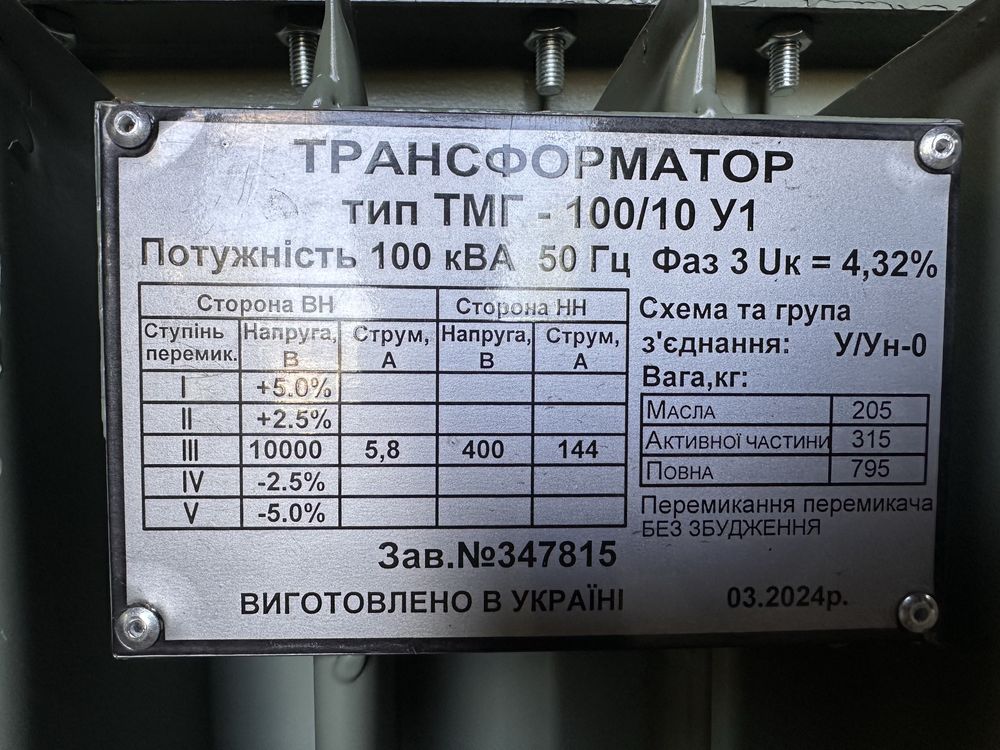 ТРАНСФОРМАТОР
тип ТМГ - 100/10 У1
Потужність 100 кВА 50 Гц Фаз 3 Uк = 4,32%
Сторона ВН Сторона НН
Ступінь перемик. Напруга, В Струм, А Напруга, В Струм, А
I +5.0%
II +2.5%
III 10000 5,8 400 144
IV -2.5%
V -5.0%
Схема та група
з'єднання: У/Ун-0
Вага,кг:
Масла 205
Активної частини 315
Повна 795
Перемикання перемикача
БЕЗ ЗБУДЖЕННЯ
Зав.№347815
ВИГОТОВЛЕНО В УКРАЇНІ 03.2024р.